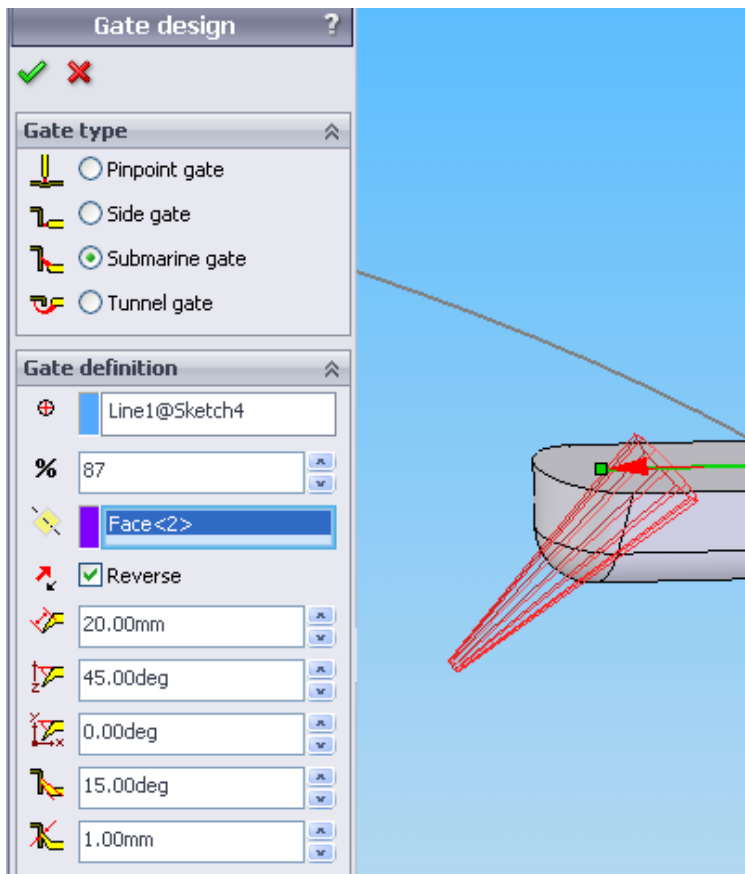 Gate design ?
Gate type
Pinpoint gate
Side gate
Submarine gate
Tunnel gate
Gate definition
Line1@Sketch4
% 87
Face<2>
Reverse
20.00mm
45.00deg
0.00deg
15.00deg
1.00mm